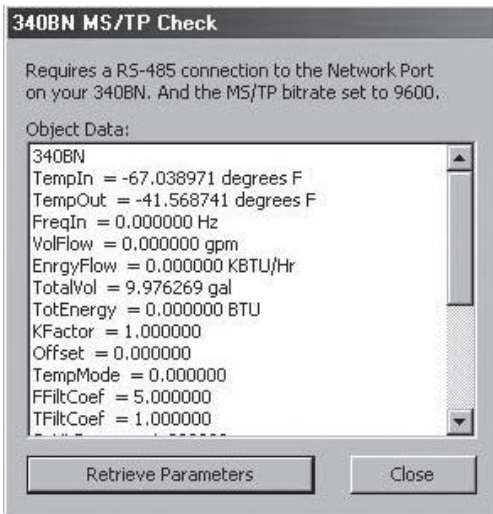 340BN MS/TP Check
Requires a RS-485 connection to the Network Port
on your 340BN. And the MS/TP bitrate set to 9600.
Object Data:
340BN
TempIn = -67.038971 degrees F
TempOut = -41.568741 degrees F
FreqIn = 0.000000 Hz
VolFlow = 0.000000 gpm
EnrgyFlow = 0.000000 KBTU/Hr
TotalVol = 9.976269 gal
TotEnergy = 0.000000 BTU
KFactor = 1.000000
Offset = 0.000000
TempMode = 0.000000
FFiltCoef = 5.000000
TFiltCoef = 1.000000
Retrieve Parameters
Close